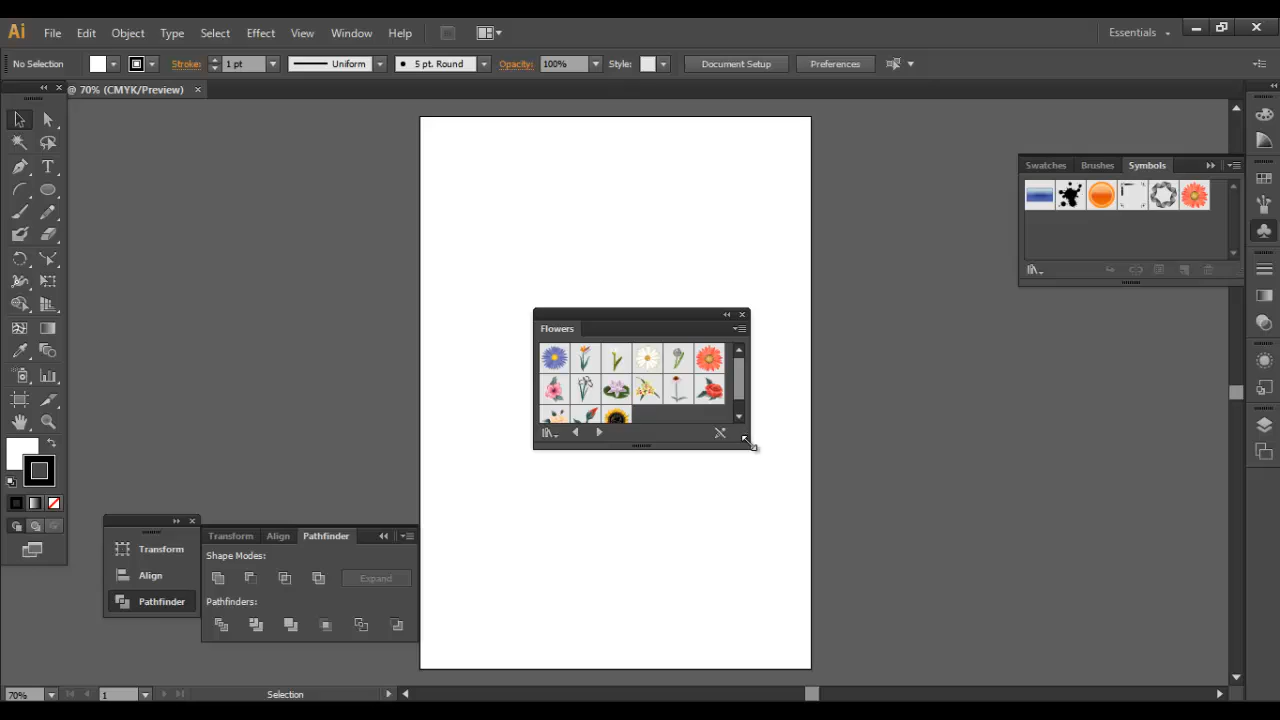 Ai File Edit Object Type Select Effect View Window Help Essentials
No Selection Stroke: 1 pt Uniform 5 pt. Round Opacity: 100% Style: Document Setup Preferences
@ 70% (CMYK/Preview)
Swatches Brushes Symbols
Flowers
Transform
Align
Pathfinder
Transform Align Pathfinder
Shape Modes:
Expand
Pathfinders:
70% 1 Selection